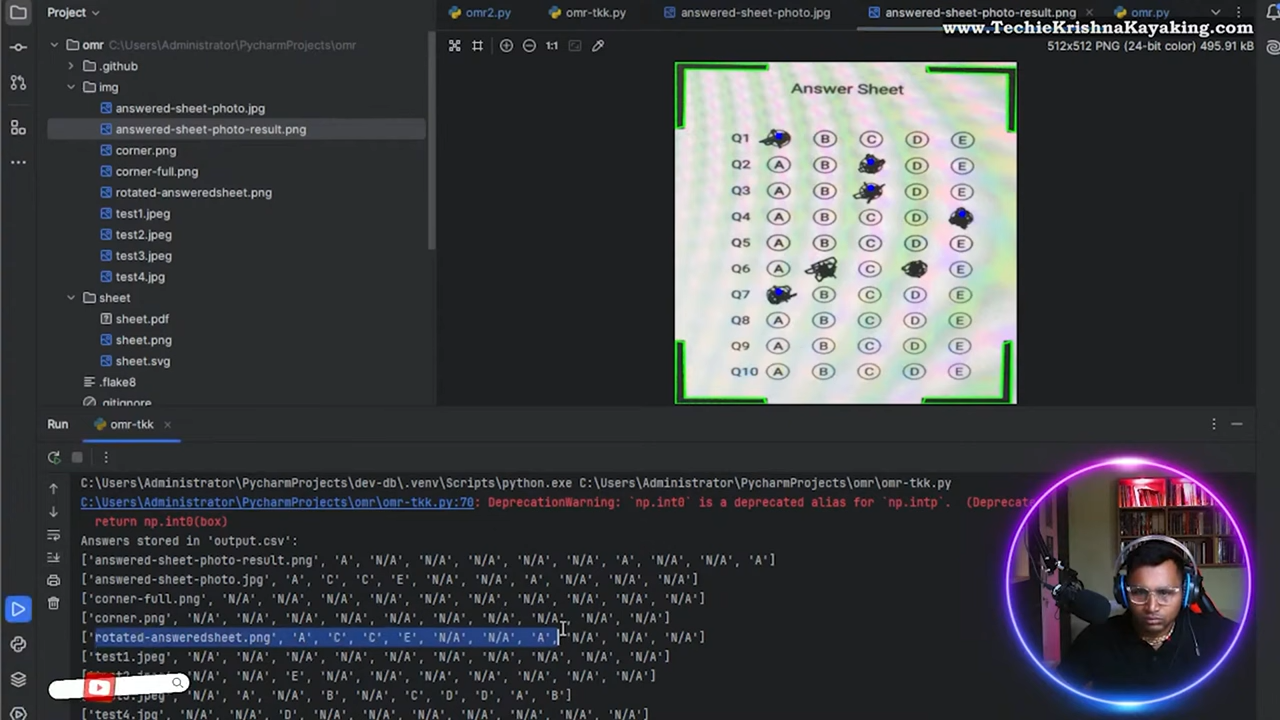 Project
omr2.py
omr-tkk.py
answered-sheet-photo.jpg
answered-sheet-photo-result.png
omr.py
www.TechieKrishnaKayaking.com
omr C:\Users\Administrator\PycharmProjects\omr
1:1
512x512 PNG (24-bit color) 495.91 kB
.github
img
answered-sheet-photo.jpg
answered-sheet-photo-result.png
corner.png
corner-full.png
rotated-answeredsheet.png
test1.jpeg
test2.jpeg
test3.jpeg
test4.jpg
sheet
sheet.pdf
sheet.png
sheet.svg
.flake8
.gitignore
Answer Sheet
Q1 B C D E
Q2 A B D E
Q3 A B D E
Q4 A B C D
Q5 A B C D E
Q6 A C E
Q7 B C D E
Q8 A B C D E
Q9 A B C D E
Q10 A B C D E
Run omr-tkk
C:\Users\Administrator\PycharmProjects\dev-db\.venv\Scripts\python.exe C:\Users\Administrator\PycharmProjects\omr\omr-tkk.py
C:\Users\Administrator\PycharmProjects\omr\omr-tkk.py:70: DeprecationWarning: `np.int0` is a deprecated alias for `np.intp`. (Deprec
return np.int0(box)
Answers stored in 'output.csv':
['answered-sheet-photo-result.png', 'A', 'N/A', 'N/A', 'N/A', 'N/A', 'N/A', 'A', 'N/A', 'N/A', 'A']
['answered-sheet-photo.jpg', 'A', 'C', 'C', 'E', 'N/A', 'N/A', 'A', 'N/A', 'N/A', 'N/A']
['corner-full.png', 'N/A', 'N/A', 'N/A', 'N/A', 'N/A', 'N/A', 'N/A', 'N/A', 'N/A', 'N/A']
['corner.png', 'N/A', 'N/A', 'N/A', 'N/A', 'N/A', 'N/A', 'N/A', 'N/A', 'N/A', 'N/A']
['rotated-answeredsheet.png', 'A', 'C', 'C', 'E', 'N/A', 'N/A', 'A', 'N/A', 'N/A', 'N/A']
['test1.jpeg', 'N/A', 'N/A', 'N/A', 'N/A', 'N/A', 'N/A', 'N/A', 'N/A', 'N/A', 'N/A']
'N/A', 'E', 'N/A', 'N/A', 'N/A', 'N/A', 'N/A', 'N/A', 'N/A']
'N/A', 'A', 'B', 'N/A', 'C', 'D', 'D', 'A', 'B']
['test4.jpg', 'N/A', 'N/A', 'D', 'N/A', 'N/A', 'N/A', 'N/A', 'N/A', 'N/A', 'N/A']